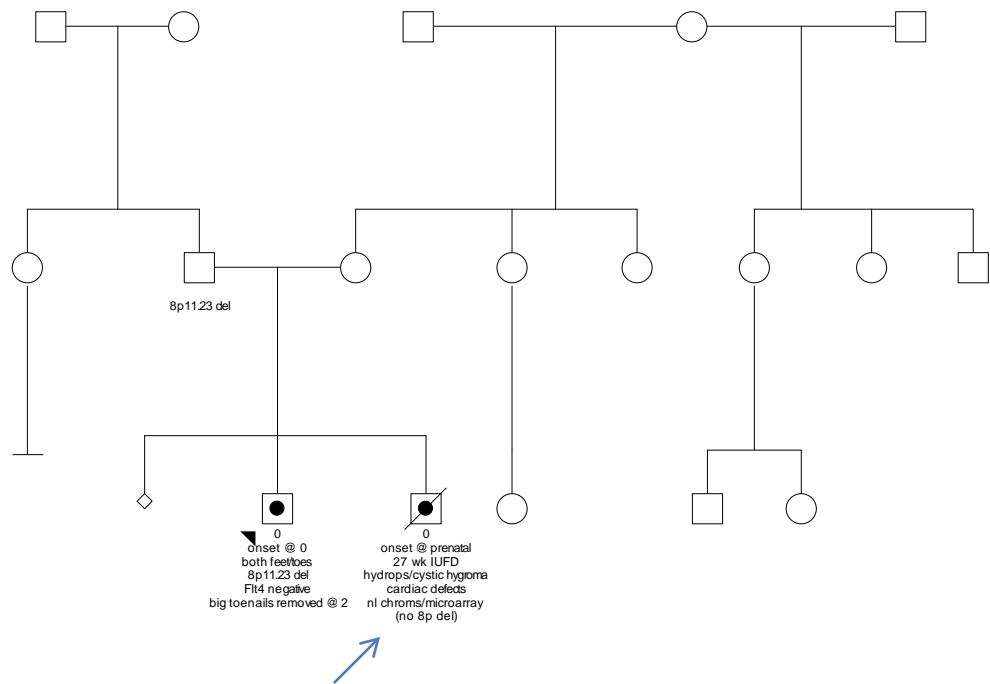 8p11.23 del
0
onset @ 0
both feet/toes
8p11.23 del
Flt4 negative
big toenails removed @ 2
0
onset @ prenatal
27 wk IUFD
hydrops/cystic hygroma
cardiac defects
nl chroms/microarray
(no 8p del)